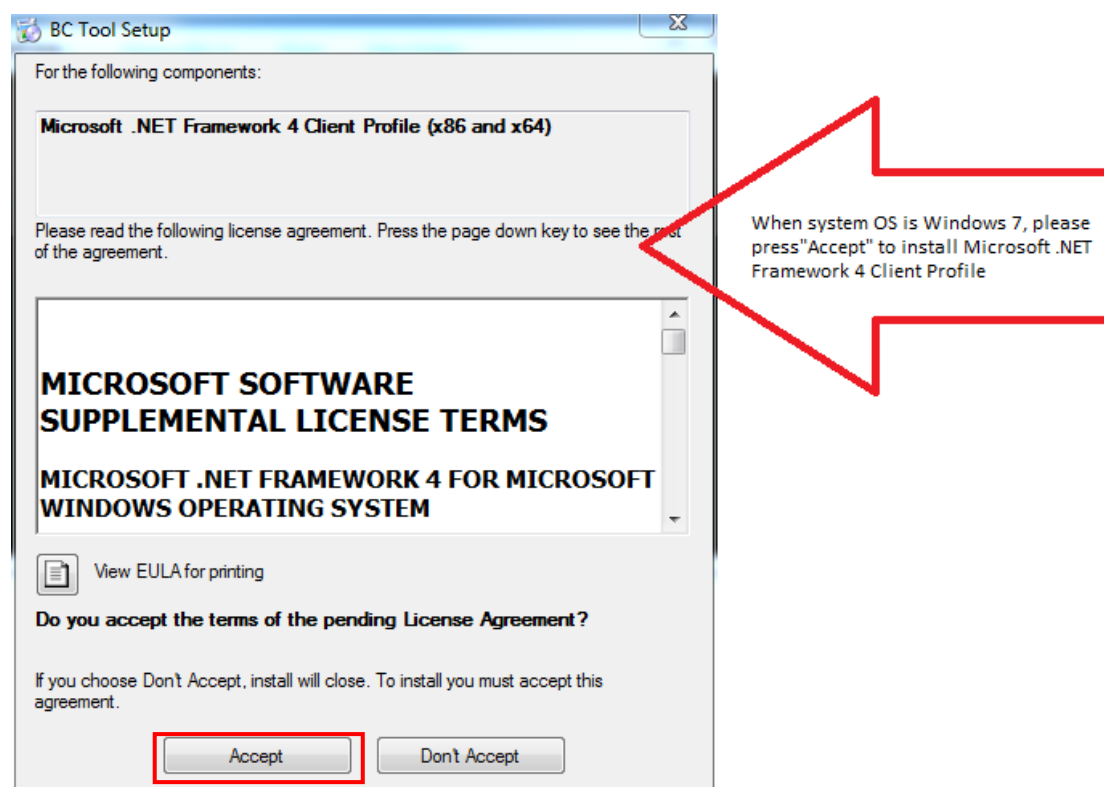 BC Tool Setup
For the following components:
Microsoft .NET Framework 4 Client Profile (x86 and x64)
Please read the following license agreement. Press the page down key to see the rest
of the agreement.
When system OS is Windows 7, please
press"Accept" to install Microsoft .NET
Framework 4 Client Profile
MICROSOFT SOFTWARE
SUPPLEMENTAL LICENSE TERMS
MICROSOFT .NET FRAMEWORK 4 FOR MICROSOFT
WINDOWS OPERATING SYSTEM
View EULA for printing
Do you accept the terms of the pending License Agreement?
If you choose Don't Accept, install will close. To install you must accept this
agreement.
Accept
Don't Accept